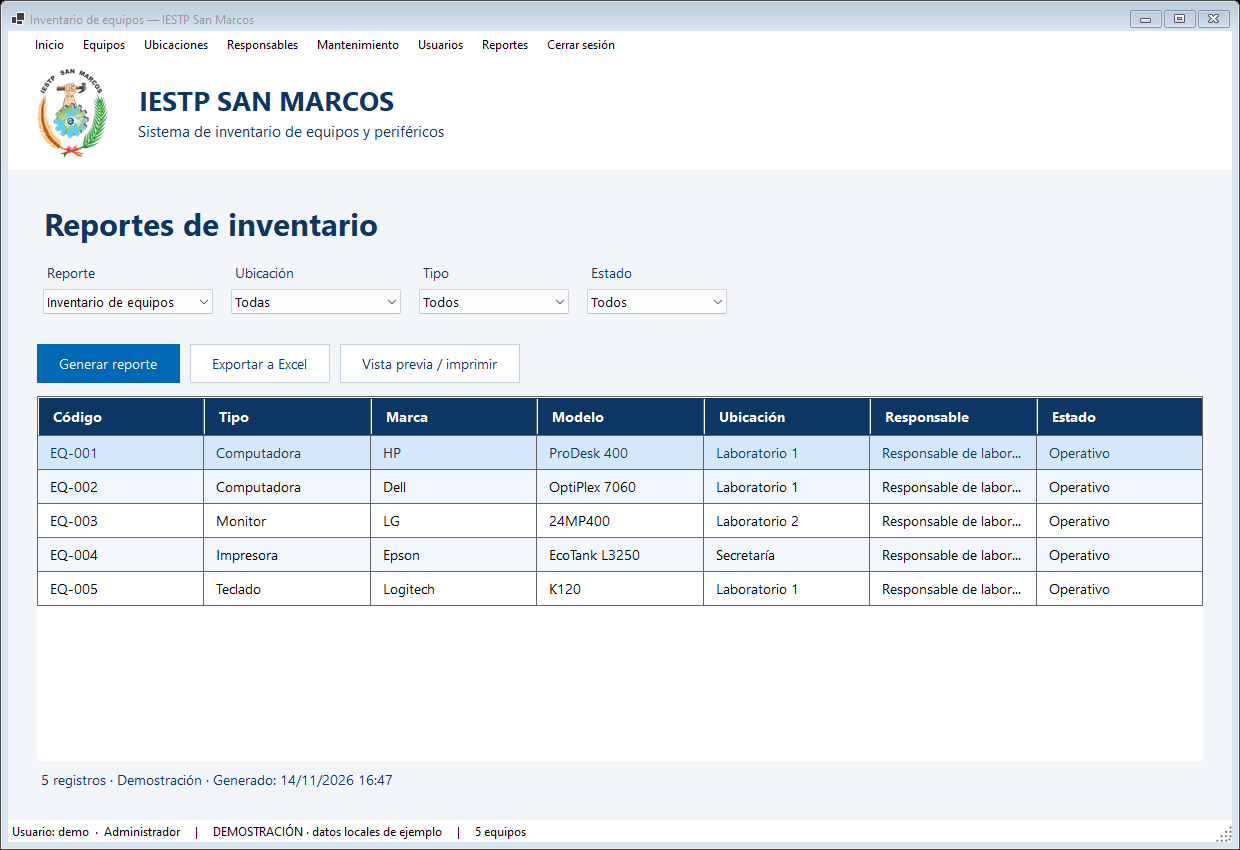 Inventario de equipos — IESTP San Marcos
Inicio Equipos Ubicaciones Responsables Mantenimiento Usuarios Reportes Cerrar sesión
IESTP SAN MARCOS
IESTP SAN MARCOS
Sistema de inventario de equipos y periféricos
Reportes de inventario
Reporte Ubicación Tipo Estado
Inventario de equipos Todas Todos Todos
Generar reporte Exportar a Excel Vista previa / imprimir
Código Tipo Marca Modelo Ubicación Responsable Estado
EQ-001 Computadora HP ProDesk 400 Laboratorio 1 Responsable de labor... Operativo
EQ-002 Computadora Dell OptiPlex 7060 Laboratorio 1 Responsable de labor... Operativo
EQ-003 Monitor LG 24MP400 Laboratorio 2 Responsable de labor... Operativo
EQ-004 Impresora Epson EcoTank L3250 Secretaría Responsable de labor... Operativo
EQ-005 Teclado Logitech K120 Laboratorio 1 Responsable de labor... Operativo
5 registros · Demostración · Generado: 14/11/2026 16:47
Usuario: demo · Administrador | DEMOSTRACIÓN · datos locales de ejemplo | 5 equipos